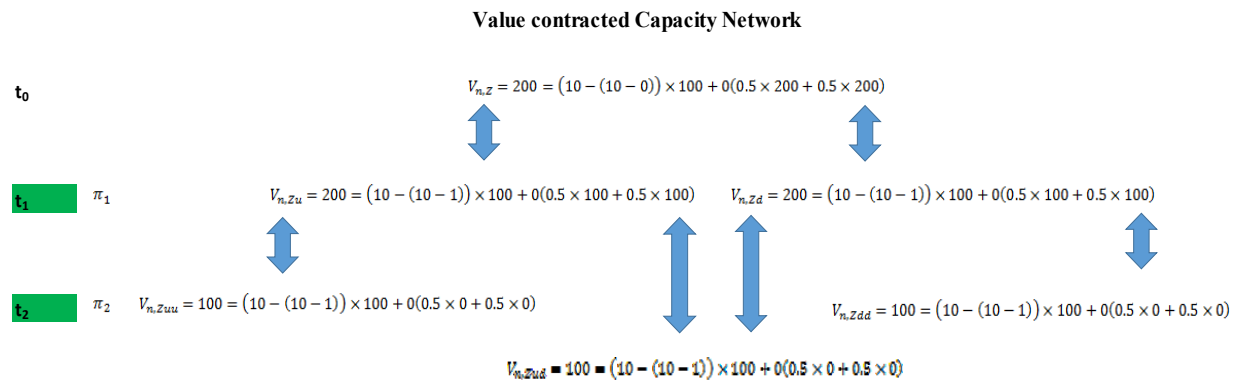 Value contracted Capacity Network
t₀ V_{n,Z} = 200 = (10 − (10 − 0)) × 100 + 0(0.5 × 200 + 0.5 × 200)
t₁ π₁ V_{n,Zu} = 200 = (10 − (10 − 1)) × 100 + 0(0.5 × 100 + 0.5 × 100) V_{n,Zd} = 200 = (10 − (10 − 1)) × 100 + 0(0.5 × 100 + 0.5 × 100)
t₂ π₂ V_{n,Zuu} = 100 = (10 − (10 − 1)) × 100 + 0(0.5 × 0 + 0.5 × 0) V_{n,Zdd} = 100 = (10 − (10 − 1)) × 100 + 0(0.5 × 0 + 0.5 × 0)
V_{n,Zud} = 100 = (10 − (10 − 1)) × 100 + 0(0.5 × 0 + 0.5 × 0)